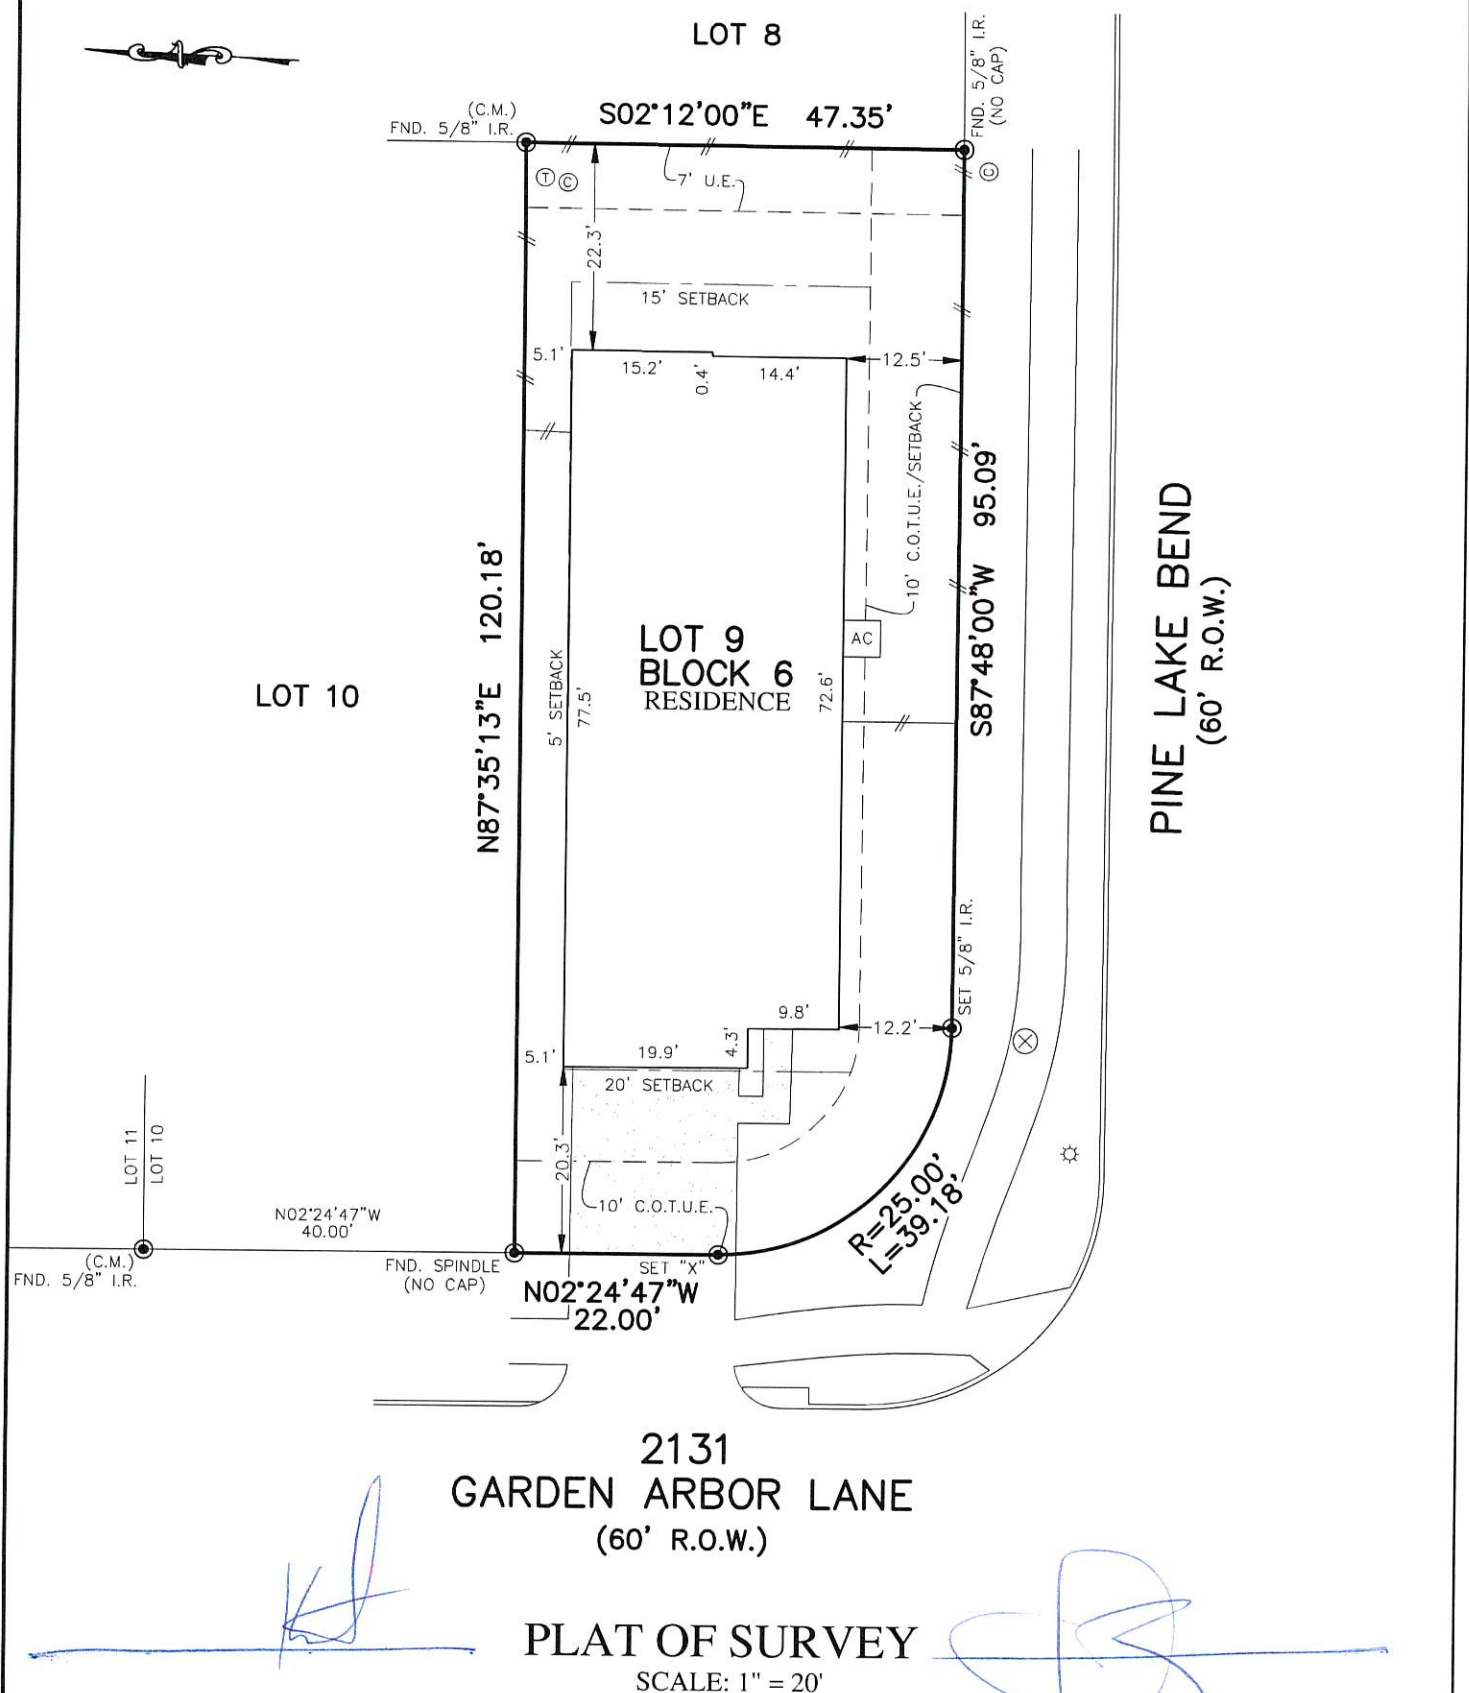 LOT 8
FND. 5/8" I.R.
(NO CAP)
(C.M.)
FND. 5/8" I.R.
S02°12'00"E 47.35'
T C
C
7' U.E.
22.3'
15' SETBACK
5.1'
15.2'
0.4'
14.4'
12.5'
10' C.O.T.U.E./SETBACK
S87°48'00"W 95.09'
PINE LAKE BEND
(60' R.O.W.)
N87°35'13"E 120.18'
LOT 10
5' SETBACK
77.5'
LOT 9
BLOCK 6
RESIDENCE
72.6'
AC
SET 5/8" I.R.
9.8'
12.2'
5.1'
19.9'
4.3'
20' SETBACK
20.3'
10' C.O.T.U.E.
LOT 11
LOT 10
N02°24'47"W
40.00'
(C.M.)
FND. 5/8" I.R.
FND. SPINDLE
(NO CAP)
SET "X"
N02°24'47"W
22.00'
R=25.00'
L=39.18'
2131
GARDEN ARBOR LANE
(60' R.O.W.)
PLAT OF SURVEY
SCALE: 1" = 20'